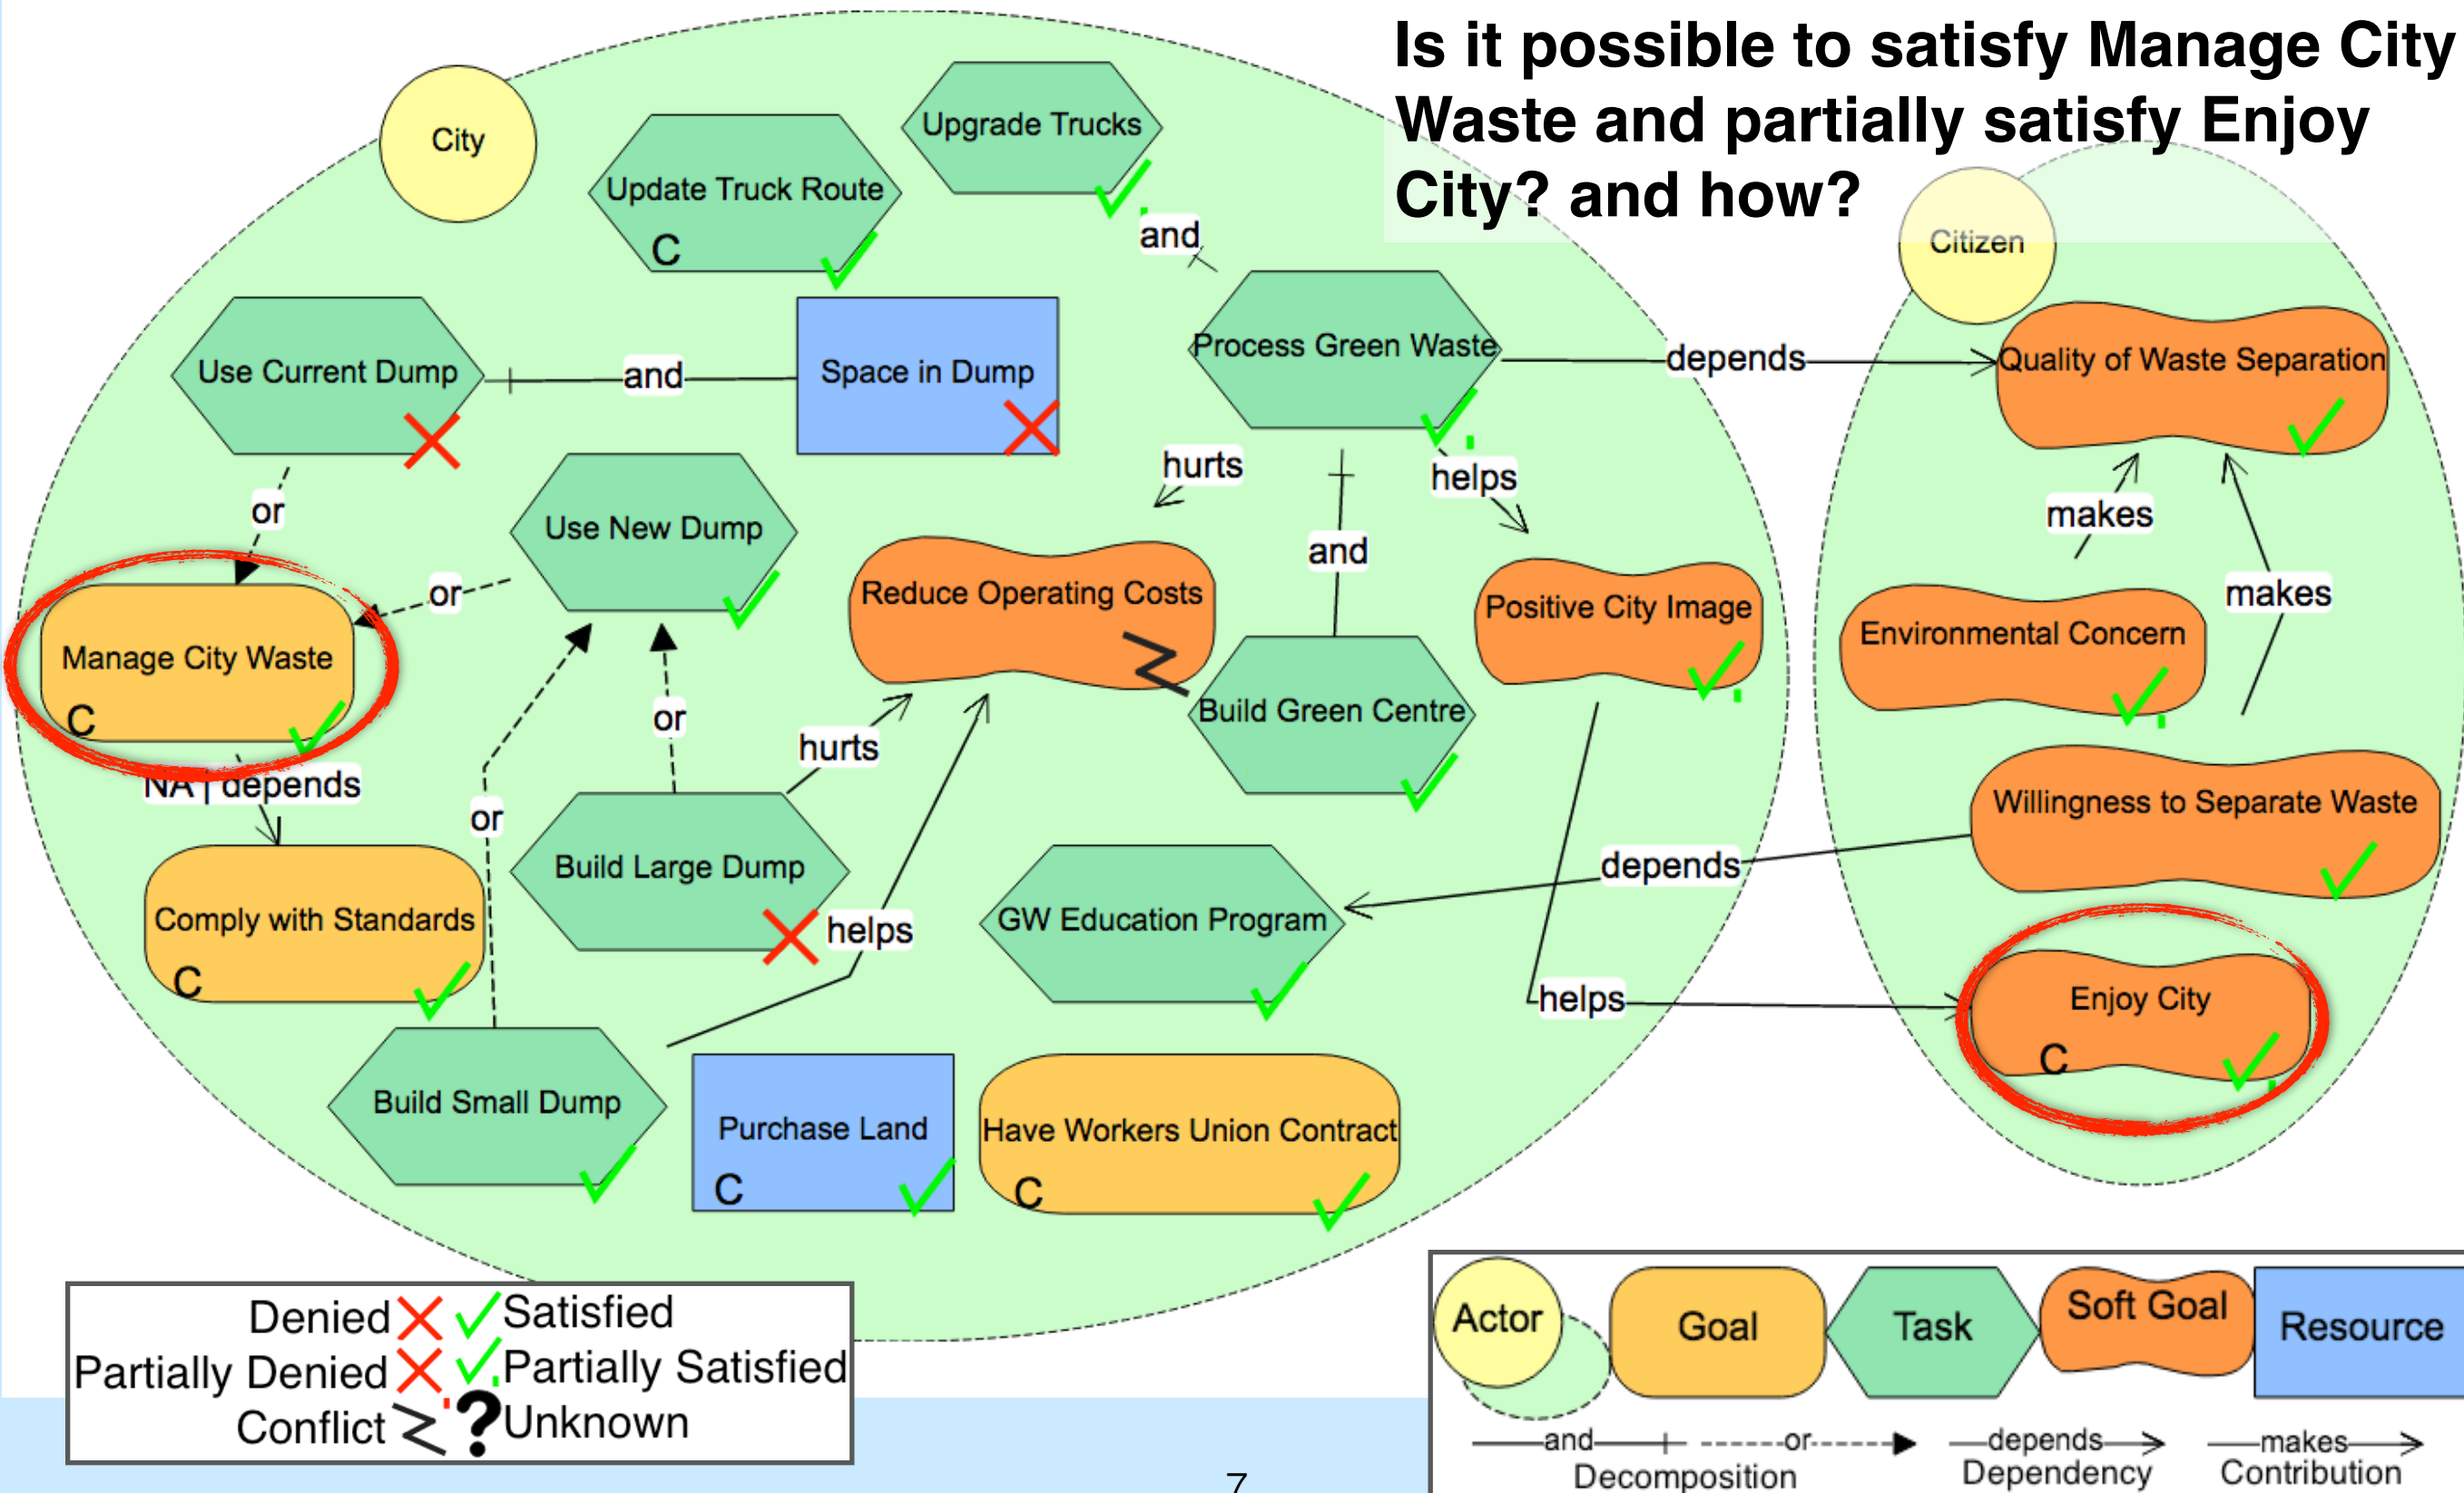 Is it possible to satisfy Manage City
Waste and partially satisfy Enjoy
City? and how?
City
Update Truck Route
C
Upgrade Trucks
and
Citizen
Use Current Dump
and
Space in Dump
Process Green Waste
depends
Quality of Waste Separation
or
hurts
helps
makes
Use New Dump
or
and
Reduce Operating Costs
Positive City Image
makes
Environmental Concern
Manage City Waste
C
or
hurts
Build Green Centre
NA | depends
or
Willingness to Separate Waste
depends
Build Large Dump
helps
Comply with Standards
C
GW Education Program
helps
Enjoy City
C
Build Small Dump
Purchase Land
C
Have Workers Union Contract
C
Denied
Satisfied
Partially Denied
Partially Satisfied
Conflict
? Unknown
Actor
Goal
Task
Soft Goal
Resource
and
or
Decomposition
depends
Dependency
makes
Contribution
7